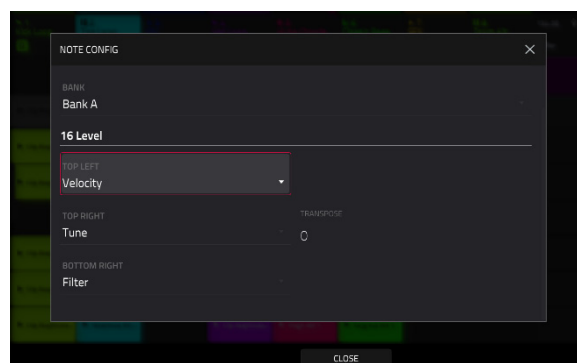 NOTE CONFIG
BANK
Bank A
16 Level
TOP LEFT
Velocity
TOP RIGHT
TRANSPOSE
Tune
0
BOTTOM RIGHT
Filter
CLOSE